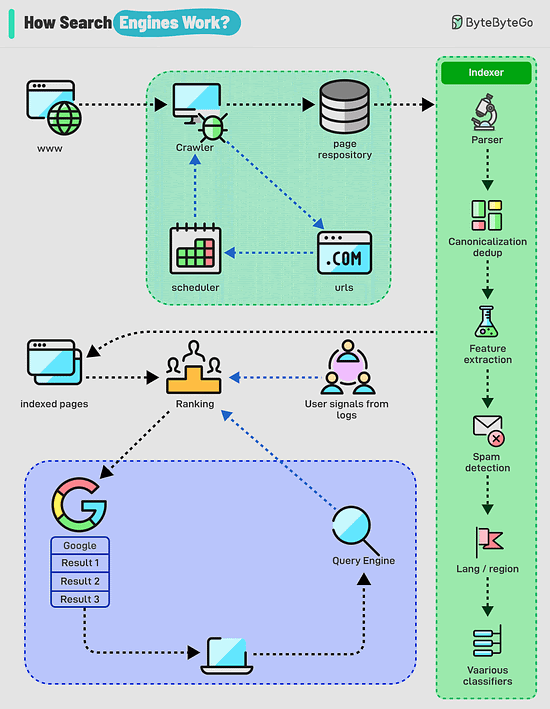 How Search Engines Work?
ByteByteGo
Indexer
www
Crawler
page
respository
Parser
scheduler
.COM
urls
Canonicalization
dedup
Feature
extraction
indexed pages
Ranking
User signals from
logs
Spam
detection
Google
Result 1
Result 2
Result 3
Query Engine
Lang / region
Vaarious
classifiers